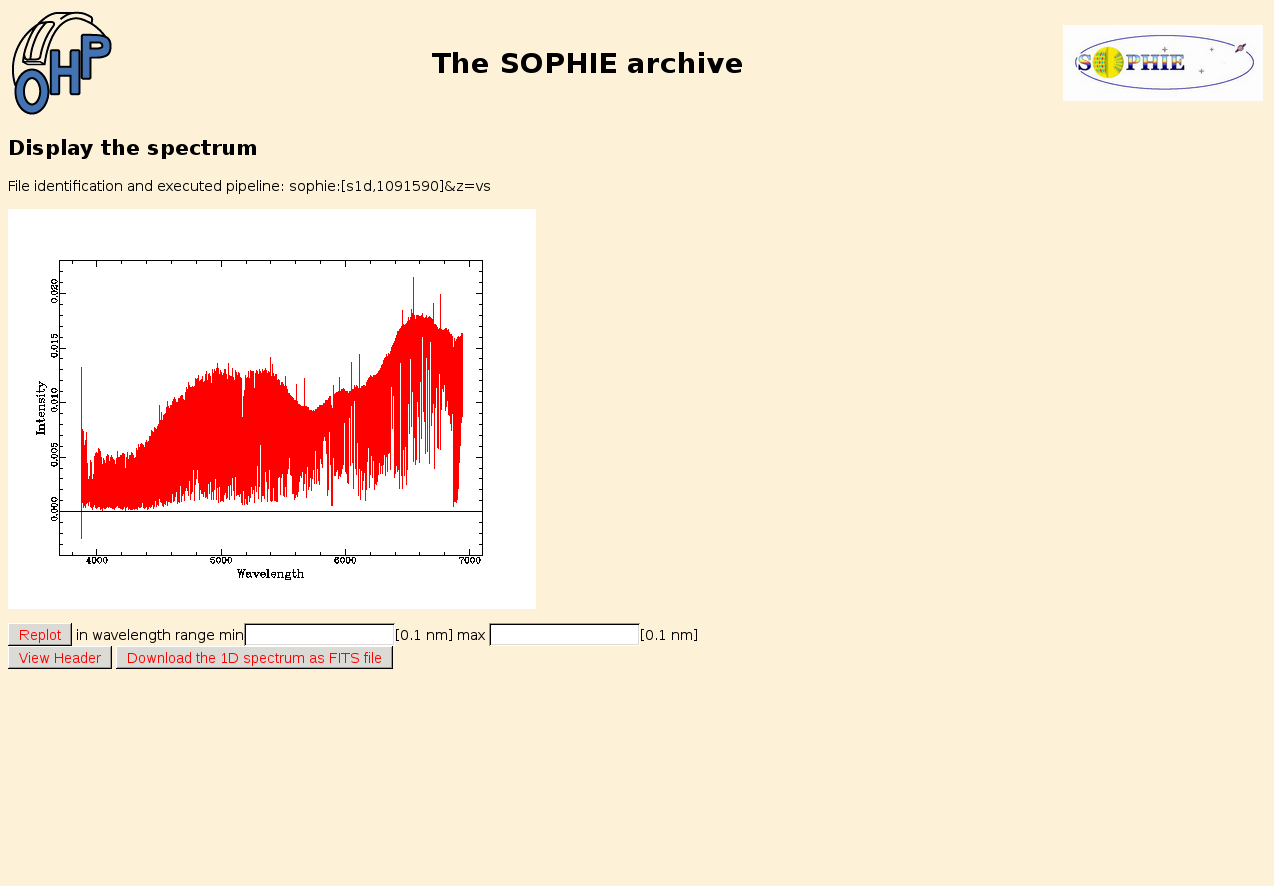 OHP
The SOPHIE archive
SOPHIE
Display the spectrum
File identification and executed pipeline: sophie:[s1d,1091590]&z=vs
0.020
0.015
0.010
0.005
0.000
Intensity
4000 5000 6000 7000
Wavelength
Replot in wavelength range min [0.1 nm] max [0.1 nm]
View Header Download the 1D spectrum as FITS file